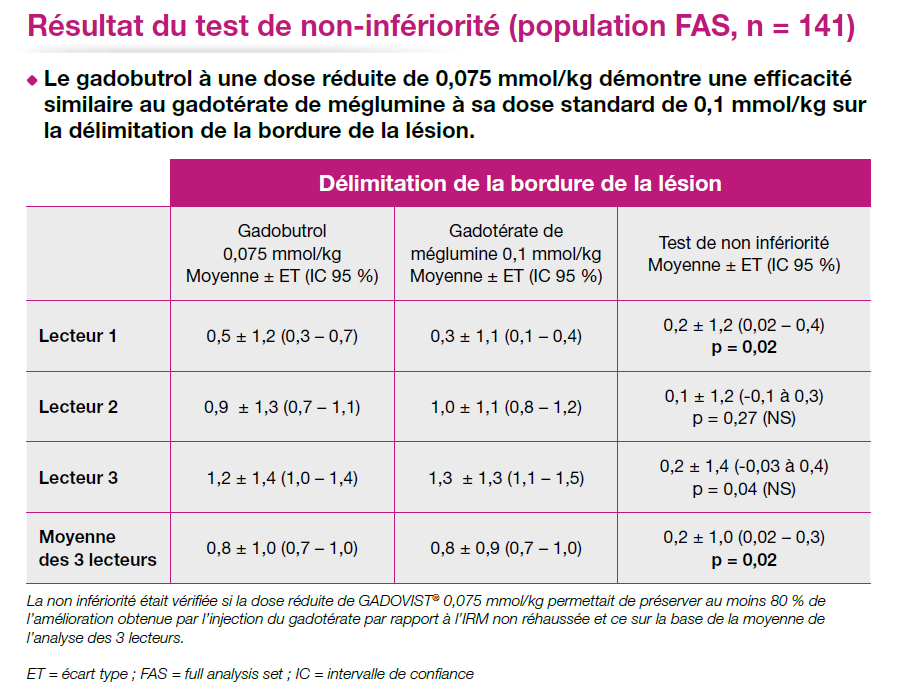 Résultat du test de non-infériorité (population FAS, n = 141)
Le gadobutrol à une dose réduite de 0,075 mmol/kg démontre une efficacité
similaire au gadotérate de méglumine à sa dose standard de 0,1 mmol/kg sur
la délimitation de la bordure de la lésion.
Délimitation de la bordure de la lésion
Gadobutrol
0,075 mmol/kg
Moyenne ± ET (IC 95 %)
Gadotérate de
méglumine 0,1 mmol/kg
Moyenne ± ET (IC 95 %)
Test de non infériorité
Moyenne ± ET (IC 95 %)
Lecteur 1
0,5 ± 1,2 (0,3 – 0,7)
0,3 ± 1,1 (0,1 – 0,4)
0,2 ± 1,2 (0,02 – 0,4)
p = 0,02
Lecteur 2
0,9 ± 1,3 (0,7 – 1,1)
1,0 ± 1,1 (0,8 – 1,2)
0,1 ± 1,2 (-0,1 à 0,3)
p = 0,27 (NS)
Lecteur 3
1,2 ± 1,4 (1,0 – 1,4)
1,3 ± 1,3 (1,1 – 1,5)
0,2 ± 1,4 (-0,03 à 0,4)
p = 0,04 (NS)
Moyenne
des 3 lecteurs
0,8 ± 1,0 (0,7 – 1,0)
0,8 ± 0,9 (0,7 – 1,0)
0,2 ± 1,0 (0,02 – 0,3)
p = 0,02
La non infériorité était vérifiée si la dose réduite de GADOVIST® 0,075 mmol/kg permettait de préserver au moins 80 % de
l’amélioration obtenue par l’injection du gadotérate par rapport à l’IRM non réhaussée et ce sur la base de la moyenne de
l’analyse des 3 lecteurs.
ET = écart type ; FAS = full analysis set ; IC = intervalle de confiance